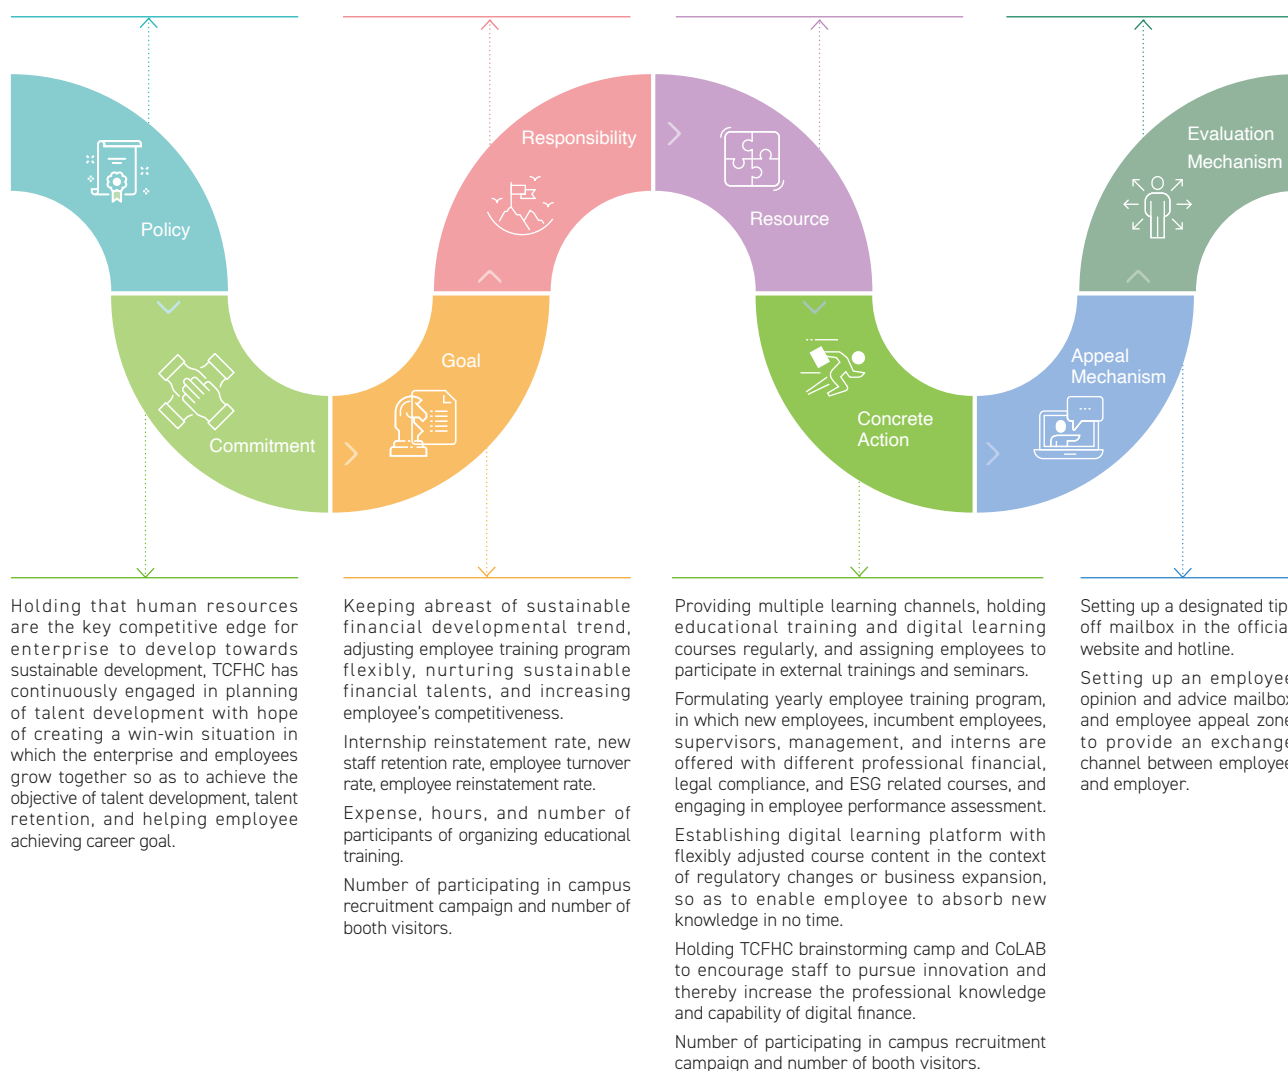 Policy
Commitment
Goal
Responsibility
Resource
Concrete
Action
Appeal
Mechanism
Evaluation
Mechanism
Holding that human resources
are the key competitive edge for
enterprise to develop towards
sustainable development, TCFHC has
continuously engaged in planning
of talent development with hope
of creating a win-win situation in
which the enterprise and employees
grow together so as to achieve the
objective of talent development, talent
retention, and helping employee
achieving career goal.
Keeping abreast of sustainable
financial developmental trend,
adjusting employee training program
flexibly, nurturing sustainable
financial talents, and increasing
employee’s competitiveness.
Internship reinstatement rate, new
staff retention rate, employee turnover
rate, employee reinstatement rate.
Expense, hours, and number of
participants of organizing educational
training.
Number of participating in campus
recruitment campaign and number of
booth visitors.
Providing multiple learning channels, holding
educational training and digital learning
courses regularly, and assigning employees to
participate in external trainings and seminars.
Formulating yearly employee training program,
in which new employees, incumbent employees,
supervisors, management, and interns are
offered with different professional financial,
legal compliance, and ESG related courses, and
engaging in employee performance assessment.
Establishing digital learning platform with
flexibly adjusted course content in the context
of regulatory changes or business expansion,
so as to enable employee to absorb new
knowledge in no time.
Holding TCFHC brainstorming camp and CoLAB
to encourage staff to pursue innovation and
thereby increase the professional knowledge
and capability of digital finance.
Number of participating in campus recruitment
campaign and number of booth visitors.
Setting up a designated tip
off mailbox in the official
website and hotline.
Setting up an employee
opinion and advice mailbox
and employee appeal zone
to provide an exchange
channel between employee
and employer.